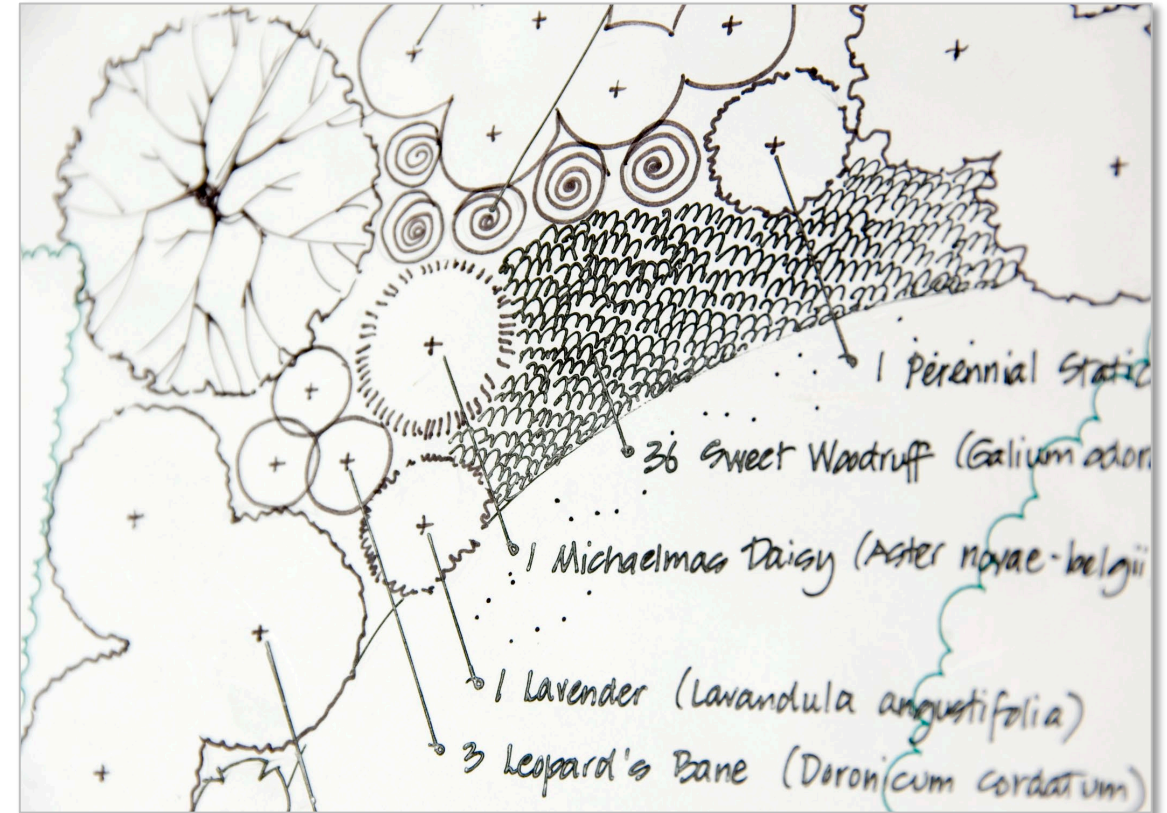 1 Perennial Static
36 Sweet Woodruff (Galium odor
1 Michaelmas Daisy (Aster novae-belgii
1 Lavender (Lavandula angustifolia)
3 Leopard's Bane (Doronicum cordatum)